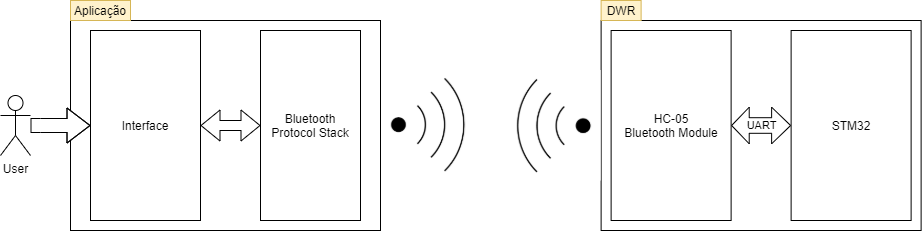 Aplicação
DWR
Interface
Bluetooth
Protocol Stack
HC-05
Bluetooth Module
UART
STM32
User